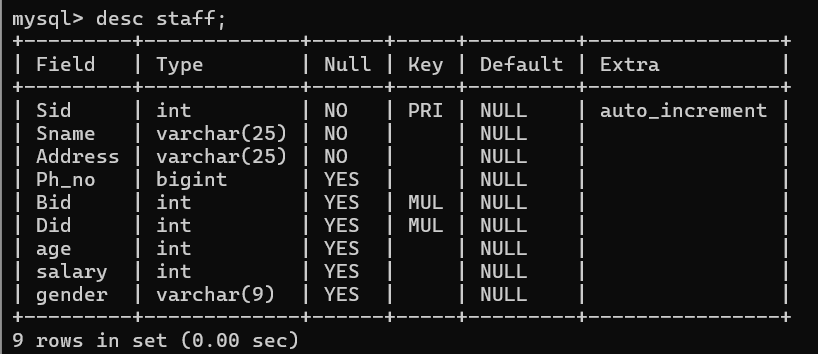 mysql> desc staff;
+---------+-------------+------+-----+---------+----------------+
| Field   | Type        | Null | Key | Default | Extra          |
+---------+-------------+------+-----+---------+----------------+
| Sid     | int         | NO   | PRI | NULL    | auto_increment |
| Sname   | varchar(25) | NO   |     | NULL    |                |
| Address | varchar(25) | NO   |     | NULL    |                |
| Ph_no   | bigint      | YES  |     | NULL    |                |
| Bid     | int         | YES  | MUL | NULL    |                |
| Did     | int         | YES  | MUL | NULL    |                |
| age     | int         | YES  |     | NULL    |                |
| salary  | int         | YES  |     | NULL    |                |
| gender  | varchar(9)  | YES  |     | NULL    |                |
+---------+-------------+------+-----+---------+----------------+
9 rows in set (0.00 sec)